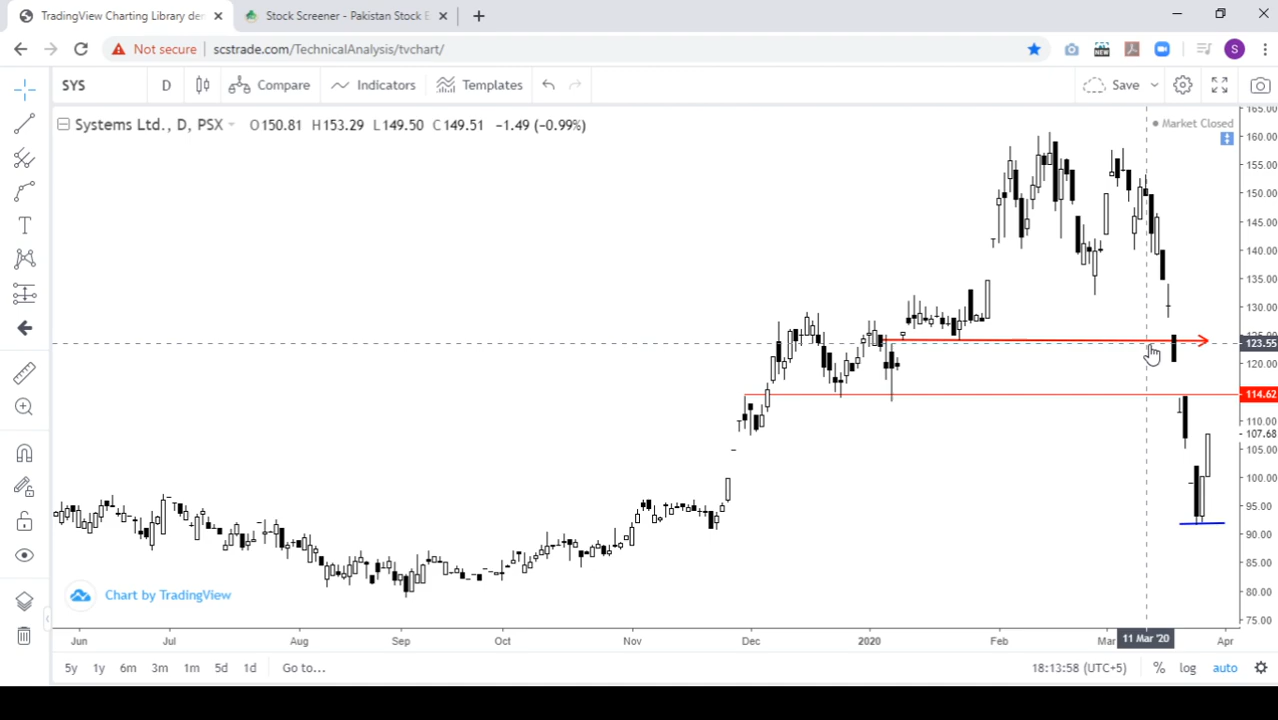 TradingView Charting Library der
Stock Screener - Pakistan Stock E
Not secure scstrade.com/TechnicalAnalysis/tvchart/
NEW
S
SYS D Compare Indicators Templates Save
Systems Ltd., D, PSX O150.81 H153.29 L149.50 C149.51 −1.49 (−0.99%)
Market Closed
165.00
160.00
155.00
150.00
145.00
140.00
135.00
130.00
123.55
120.00
114.62
110.00
107.68
105.00
100.00
95.00
90.00
85.00
80.00
75.00
Chart by TradingView
Jun Jul Aug Sep Oct Nov Dec 2020 Feb Mar 11 Mar '20 Apr
5y 1y 6m 3m 1m 5d 1d Go to... 18:13:58 (UTC+5) % log auto